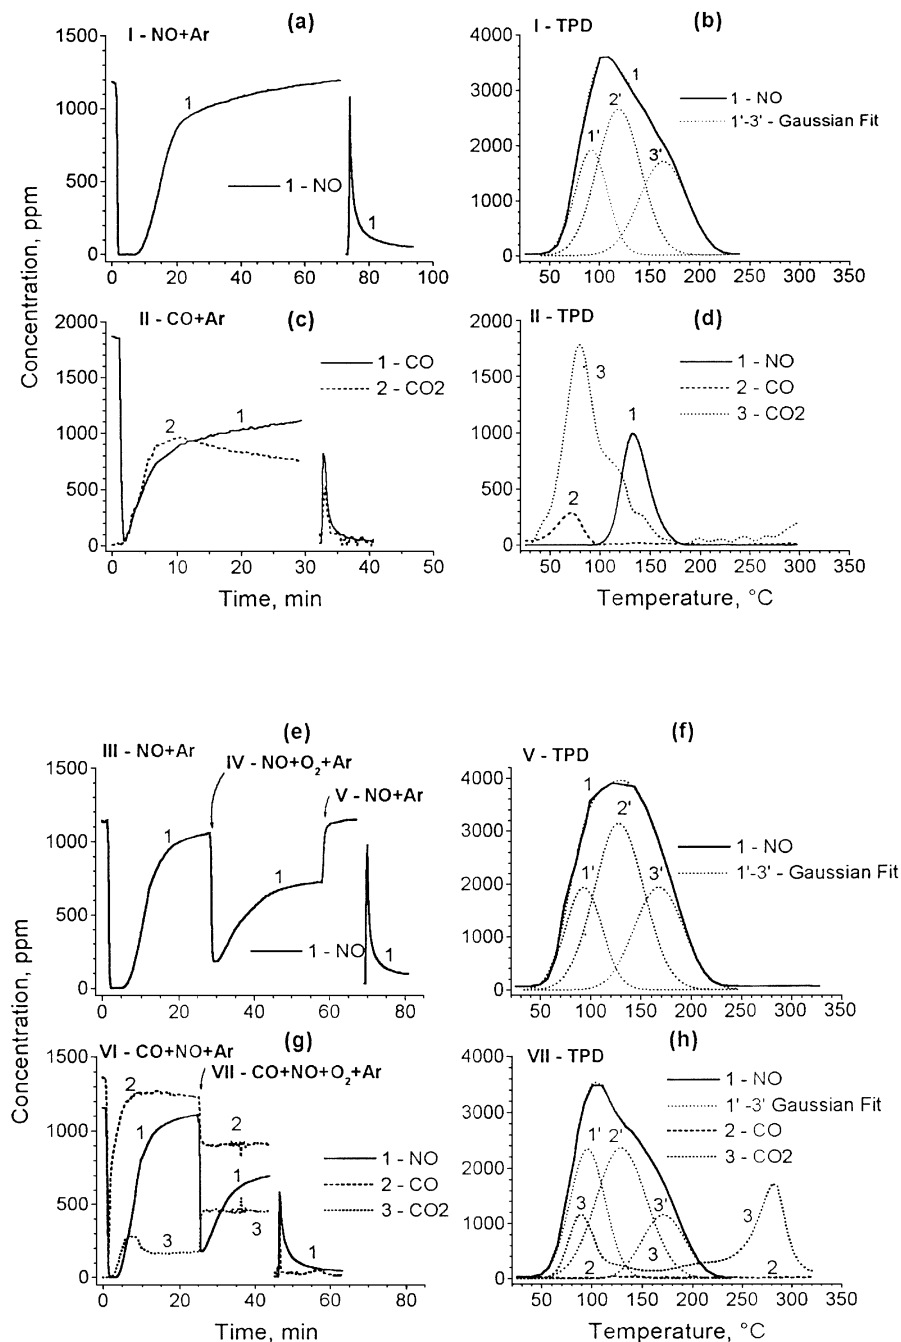 (a)
I - NO+Ar
1500
1000
500
0
0 20 40 60 80 100
1
1 - NO
1
(b)
I - TPD
4000
3000
2000
1000
0
50 100 150 200 250 300 350
1
2'
1'
3'
1 - NO
1'-3' - Gaussian Fit
Concentration, ppm
(c)
II - CO+Ar
2000
1500
1000
500
0
0 10 20 30 40 50
1 - CO
2 - CO2
2
1
Time, min
(d)
II - TPD
2000
1500
1000
500
0
50 100 150 200 250 300 350
3
1
2
1 - NO
2 - CO
3 - CO2
Temperature, °C
(e)
III - NO+Ar
IV - NO+O2+Ar
V - NO+Ar
1500
1000
500
0
0 20 40 60 80
1
1
1 - NO
1
(f)
V - TPD
4000
3000
2000
1000
0
50 100 150 200 250 300 350
1
2'
1'
3'
1 - NO
1'-3' - Gaussian Fit
Concentration, ppm
(g)
VI - CO+NO+Ar
VII - CO+NO+O2+Ar
1500
1000
500
0
0 20 40 60 80
2
1
3
2
1
3
1
1 - NO
2 - CO
3 - CO2
Time, min
(h)
VII - TPD
4000
3000
2000
1000
0
50 100 150 200 250 300 350
1 - NO
1' -3' Gaussian Fit
2 - CO
3 - CO2
1'
2'
3'
3
3
3
2
2
Temperature, °C